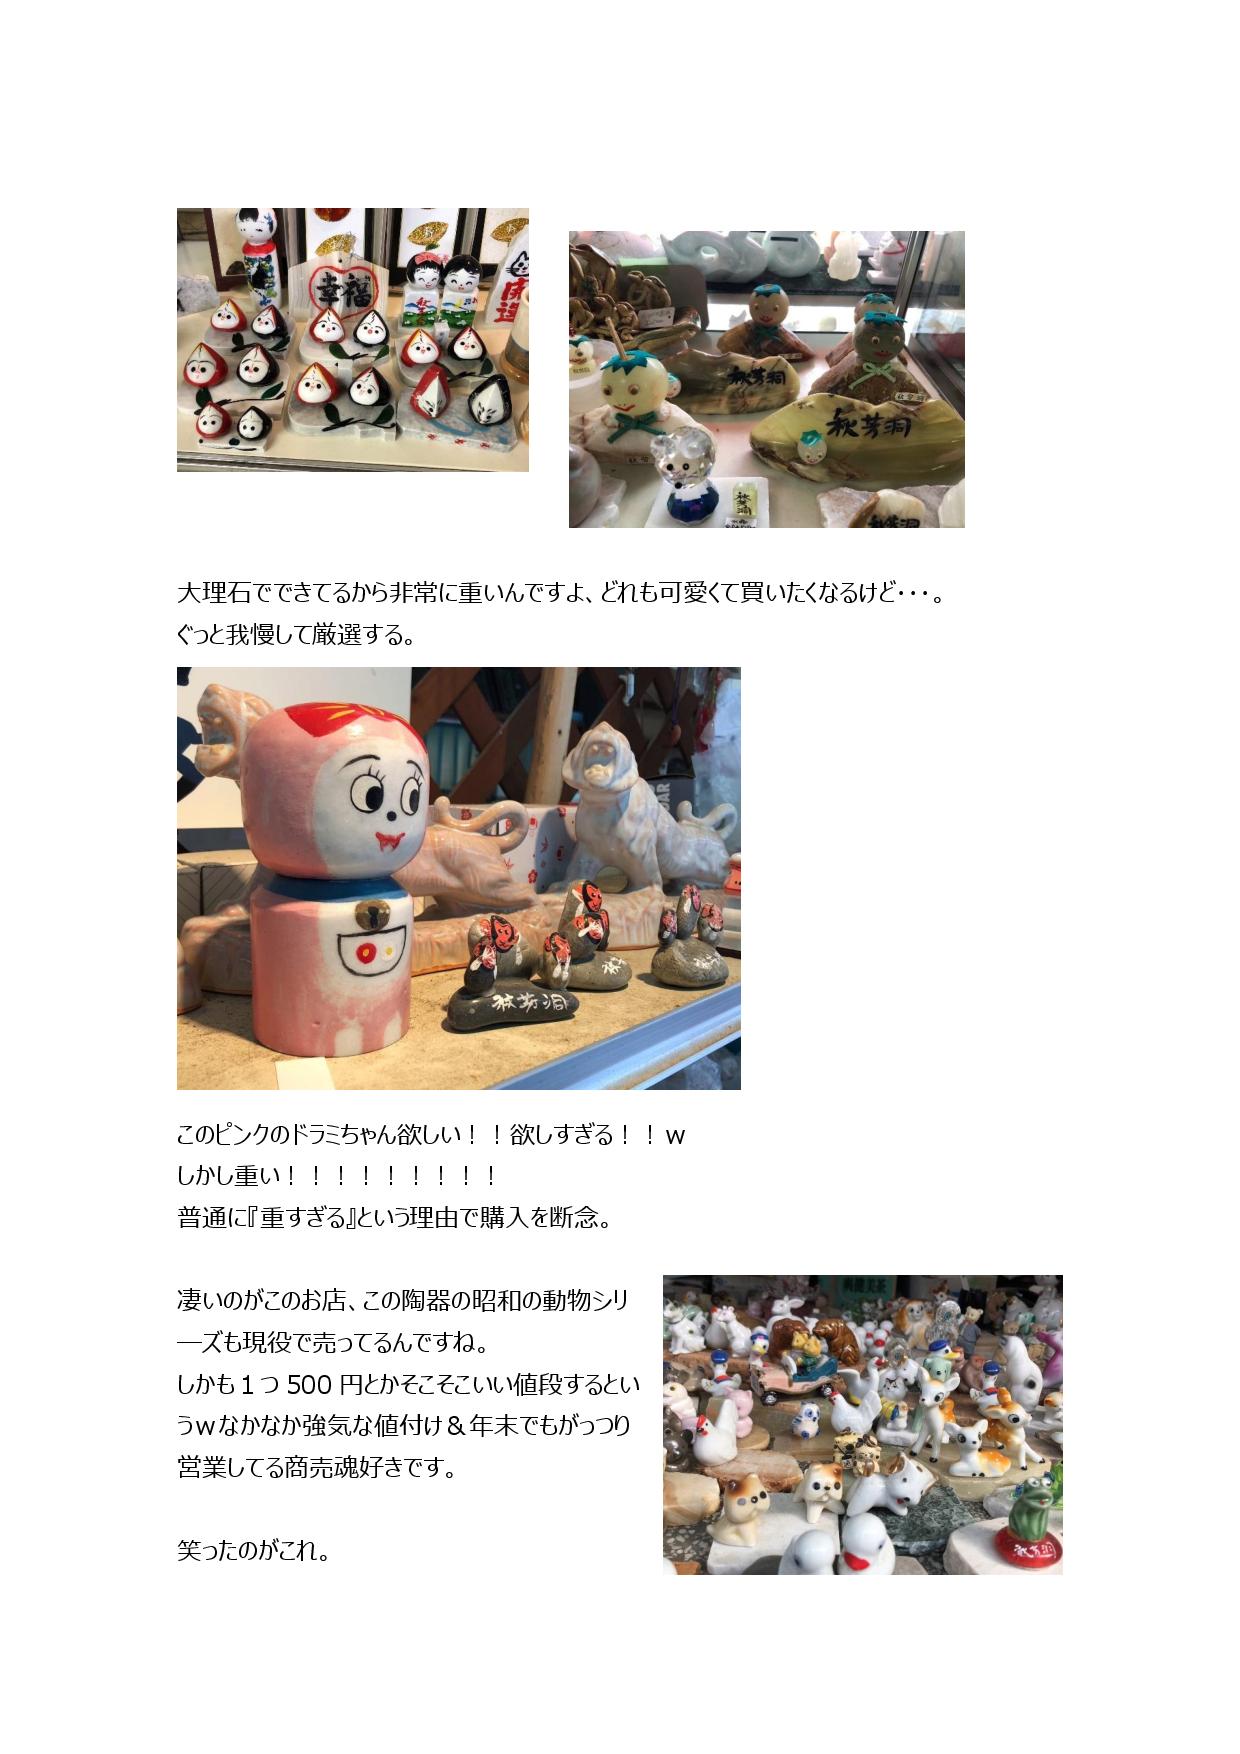 幸福
開運
秋芳洞
秋芳洞
秋芳洞
秋芳洞
大理石でできてるから非常に重いんですよ、どれも可愛くて買いたくなるけど・・・。
ぐっと我慢して厳選する。
秋芳洞
このピンクのドラミちゃん欲しい！！欲しすぎる！！ｗ
しかし重い！！！！！！！！！
普通に『重すぎる』という理由で購入を断念。
凄いのがこのお店、この陶器の昭和の動物シリ
ーズも現役で売ってるんですね。
しかも１つ 500 円とかそこそこいい値段するとい
うｗなかなか強気な値付け＆年末でもがっつり
営業してる商売魂好きです。
笑ったのがこれ。
秋芳洞